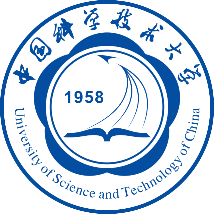 中国科学技术大学
1958
University of Science and Technology of China